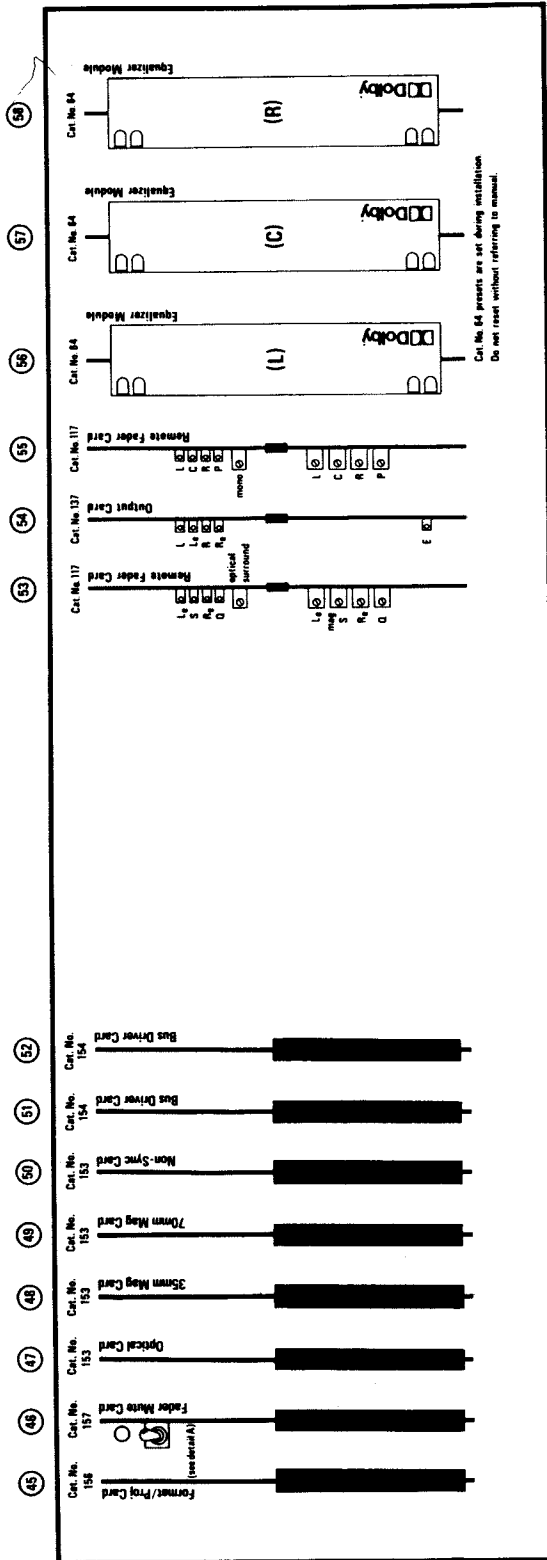 45
Cat. No.
156
Format/Proj Card
46
Cat. No.
157
Fader Mute Card
(see detail A)
47
Cat. No.
153
Optical Card
48
Cat. No.
153
35mm Mag Card
49
Cat. No.
153
70mm Mag Card
50
Cat. No.
153
Non-Sync Card
51
Cat. No.
154
Bus Driver Card
52
Cat. No.
154
Bus Driver Card
53
Cat. No. 117
Remote Fader Card
Le
S
Re
Q
optical
surround
Le
mag
S
Re
Q
54
Cat. No. 137
Output Card
L
Le
R
Re
E
55
Cat. No. 117
Remote Fader Card
L
C
R
P
mono
L
C
R
P
56
Cat. No. 64
Equalizer Module
(L)
Dolby
57
Cat. No. 64
Equalizer Module
(C)
Dolby
58
Cat. No. 64
Equalizer Module
(R)
Dolby
Cat. No. 64 presets are set during installation
Do not reset without referring to manual.